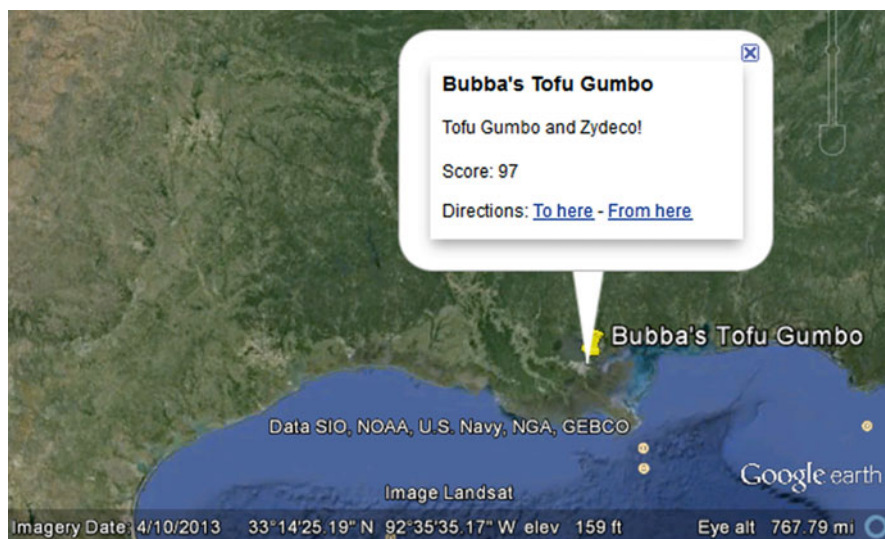 Bubba's Tofu Gumbo
Tofu Gumbo and Zydeco!
Score: 97
Directions: To here - From here
Bubba's Tofu Gumbo
Data SIO, NOAA, U.S. Navy, NGA, GEBCO
Google earth
Image Landsat
Imagery Date: 4/10/2013 33°14'25.19" N 92°35'35.17" W elev 159 ft Eye alt 767.79 mi